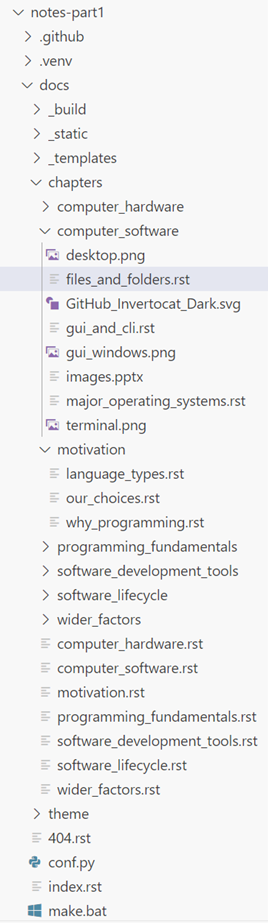 notes-part1
.github
.venv
docs
_build
_static
_templates
chapters
computer_hardware
computer_software
desktop.png
files_and_folders.rst
GitHub_Invertocat_Dark.svg
gui_and_cli.rst
gui_windows.png
images.pptx
major_operating_systems.rst
terminal.png
motivation
language_types.rst
our_choices.rst
why_programming.rst
programming_fundamentals
software_development_tools
software_lifecycle
wider_factors
computer_hardware.rst
computer_software.rst
motivation.rst
programming_fundamentals.rst
software_development_tools.rst
software_lifecycle.rst
wider_factors.rst
theme
404.rst
conf.py
index.rst
make.bat